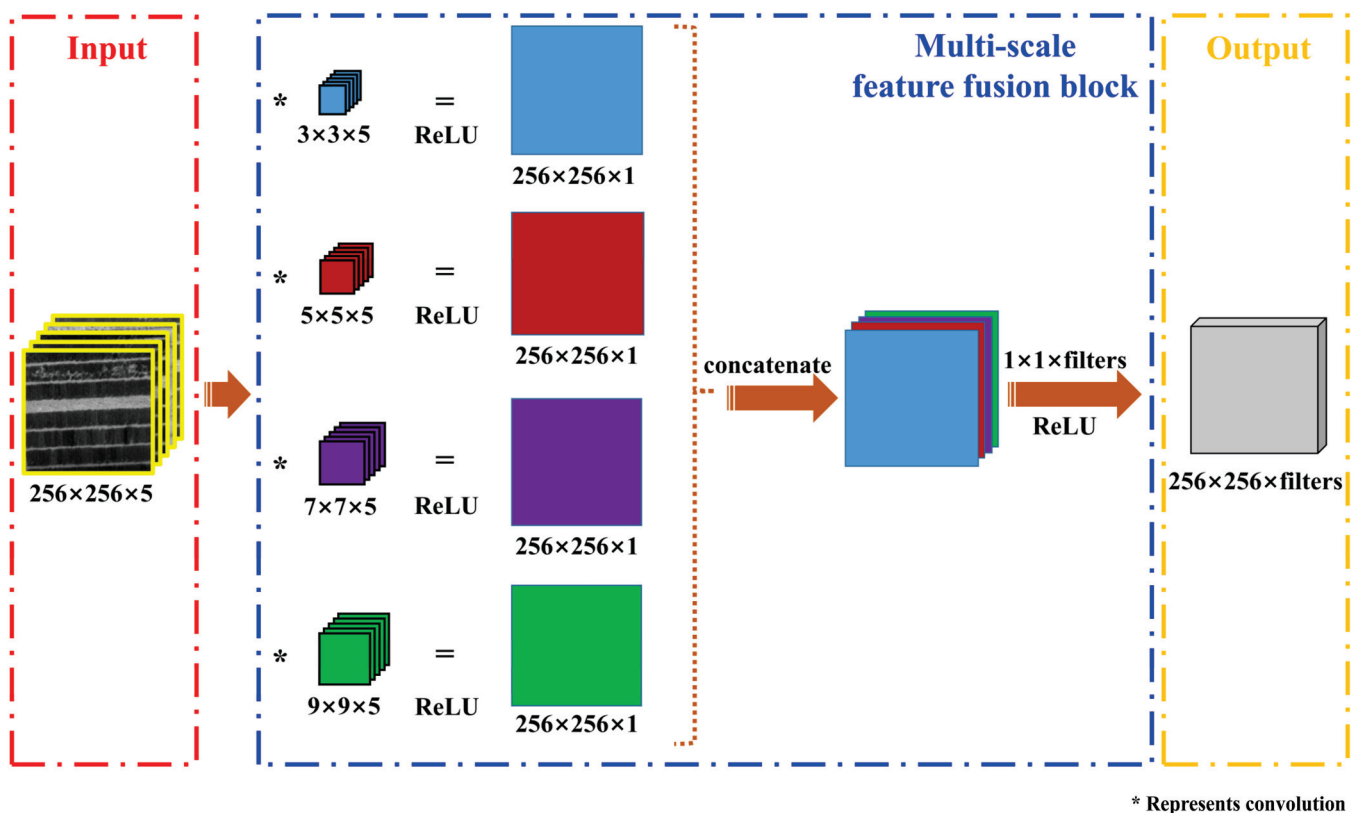 Input
256×256×5
*
3×3×5
=
ReLU
256×256×1
*
5×5×5
=
ReLU
256×256×1
*
7×7×5
=
ReLU
256×256×1
*
9×9×5
=
ReLU
256×256×1
Multi-scale
feature fusion block
concatenate
1×1×filters
ReLU
Output
256×256×filters
* Represents convolution